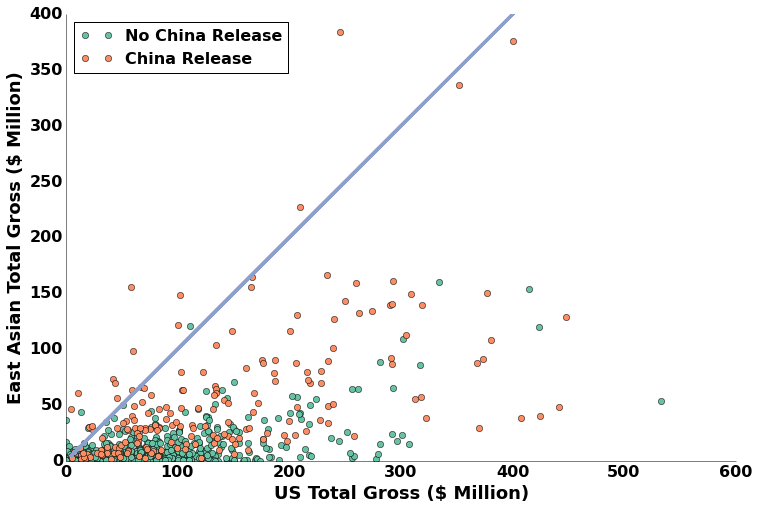 No China Release
China Release
East Asian Total Gross ($ Million)
400
350
300
250
200
150
100
50
0
0 100 200 300 400 500 600
US Total Gross ($ Million)